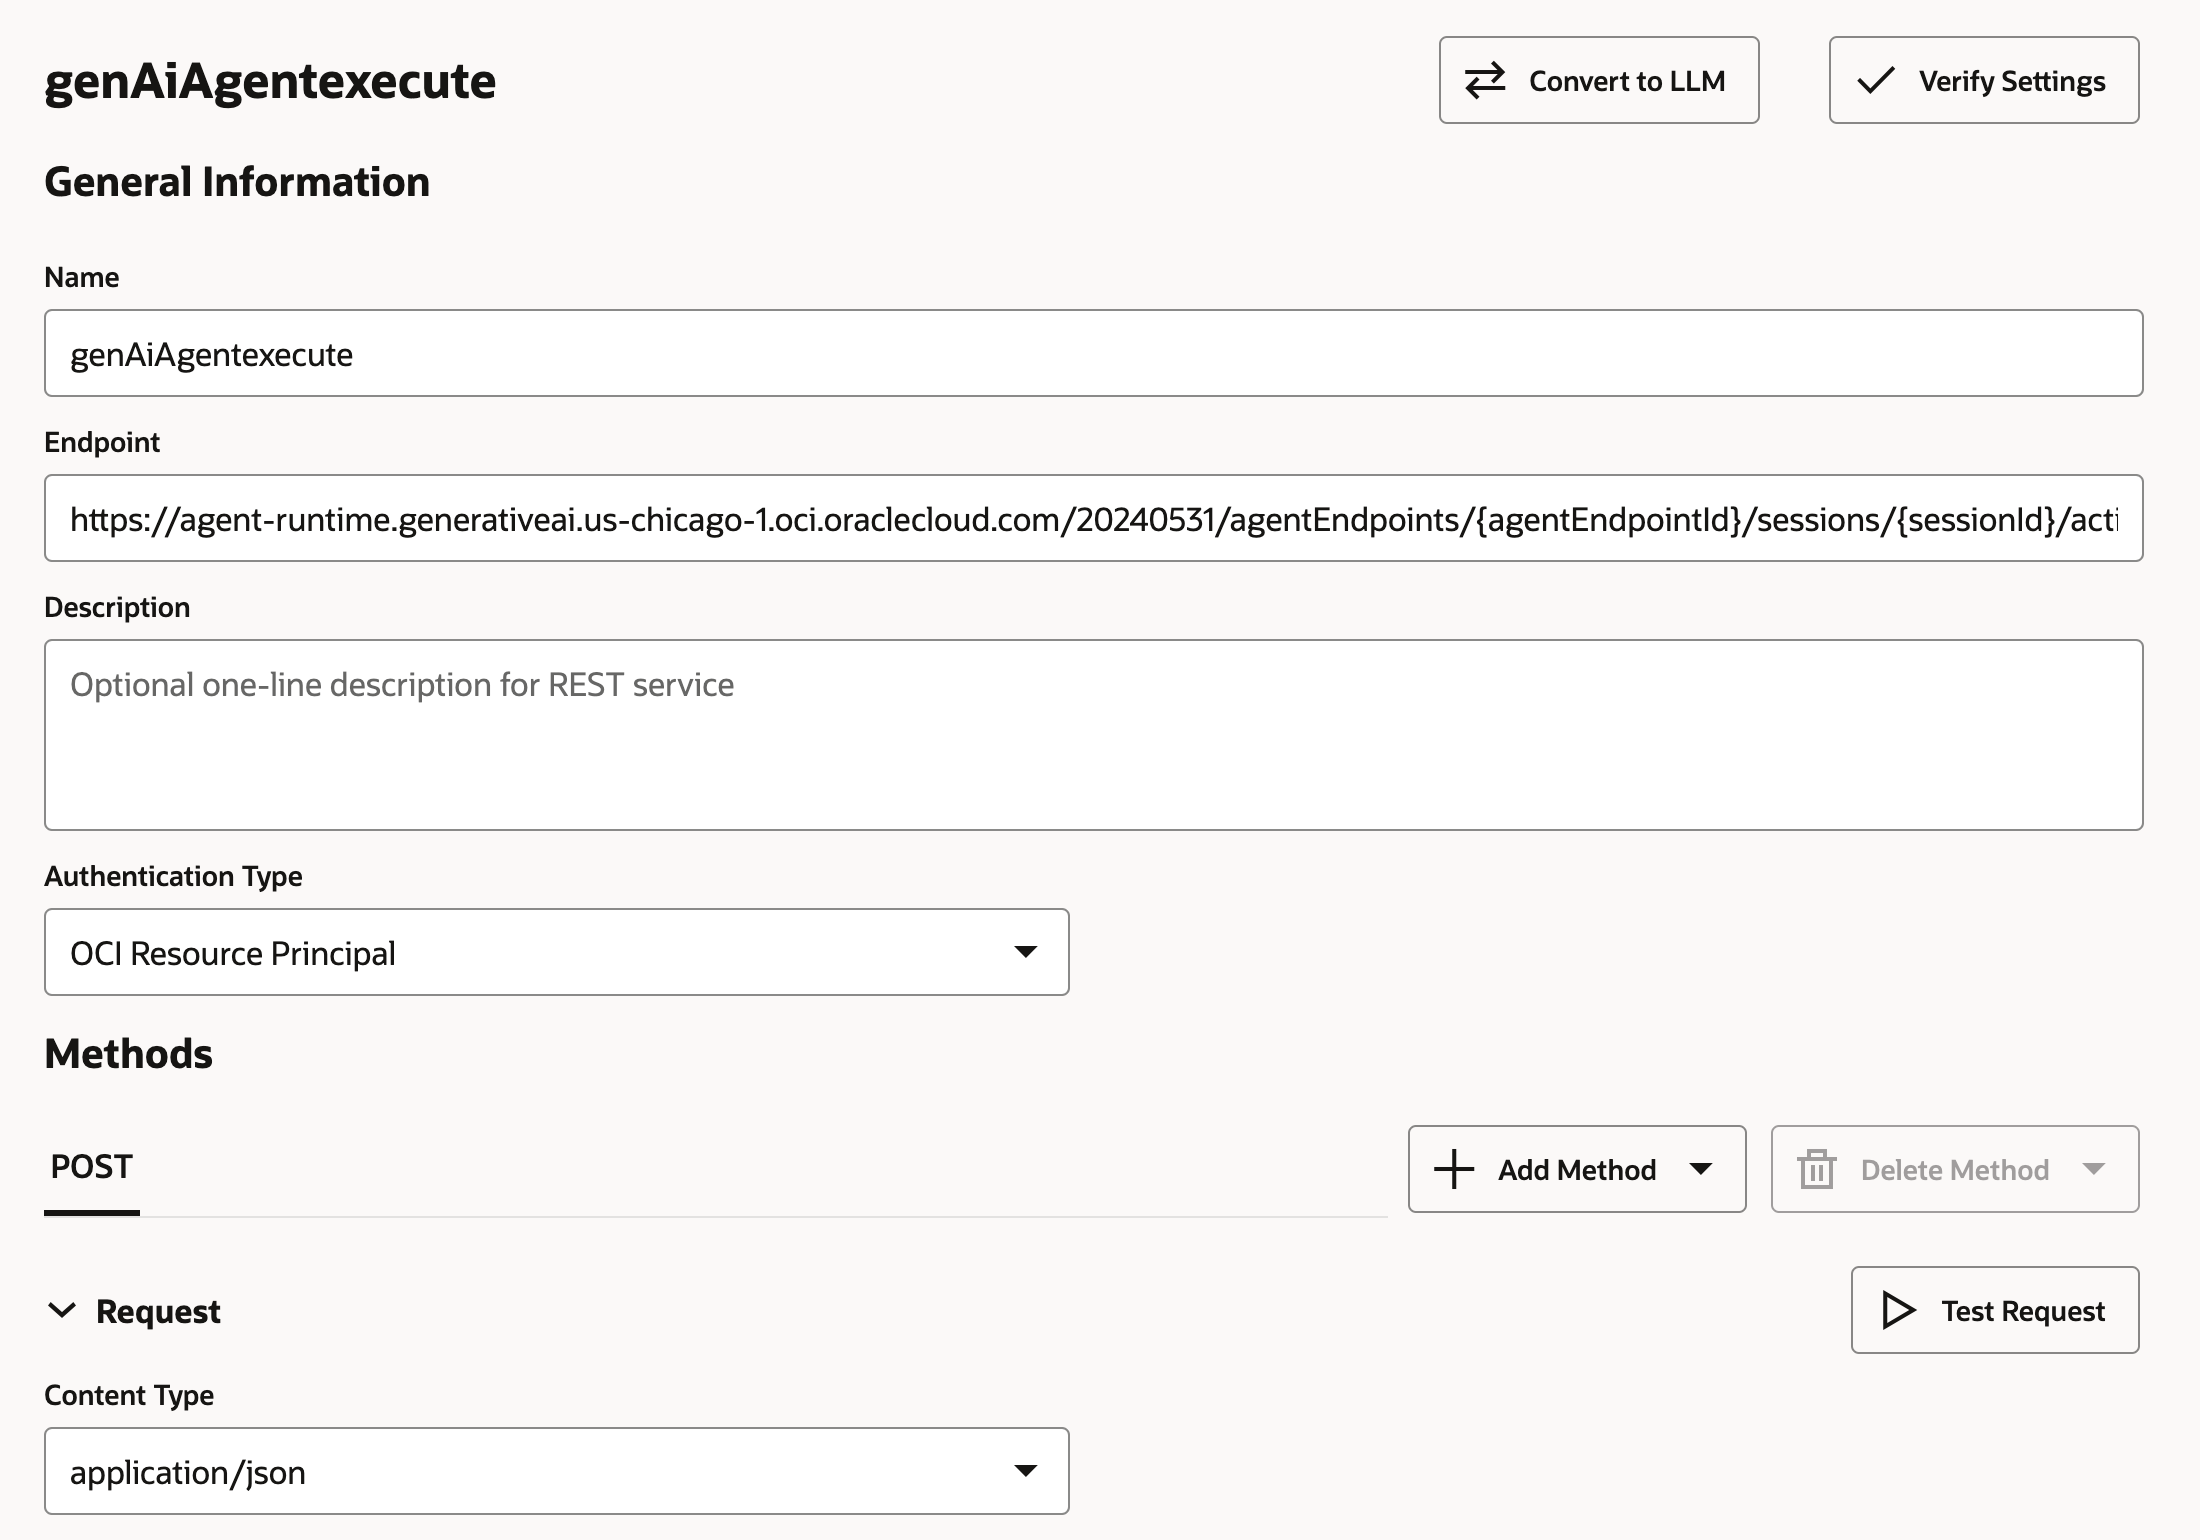 genAiAgentexecute
Convert to LLM
Verify Settings
General Information
Name
genAiAgentexecute
Endpoint
https://agent-runtime.generativeai.us-chicago-1.oci.oraclecloud.com/20240531/agentEndpoints/{agentEndpointId}/sessions/{sessionId}/acti
Description
Optional one-line description for REST service
Authentication Type
OCI Resource Principal
Methods
POST
Add Method
Delete Method
Request
Test Request
Content Type
application/json